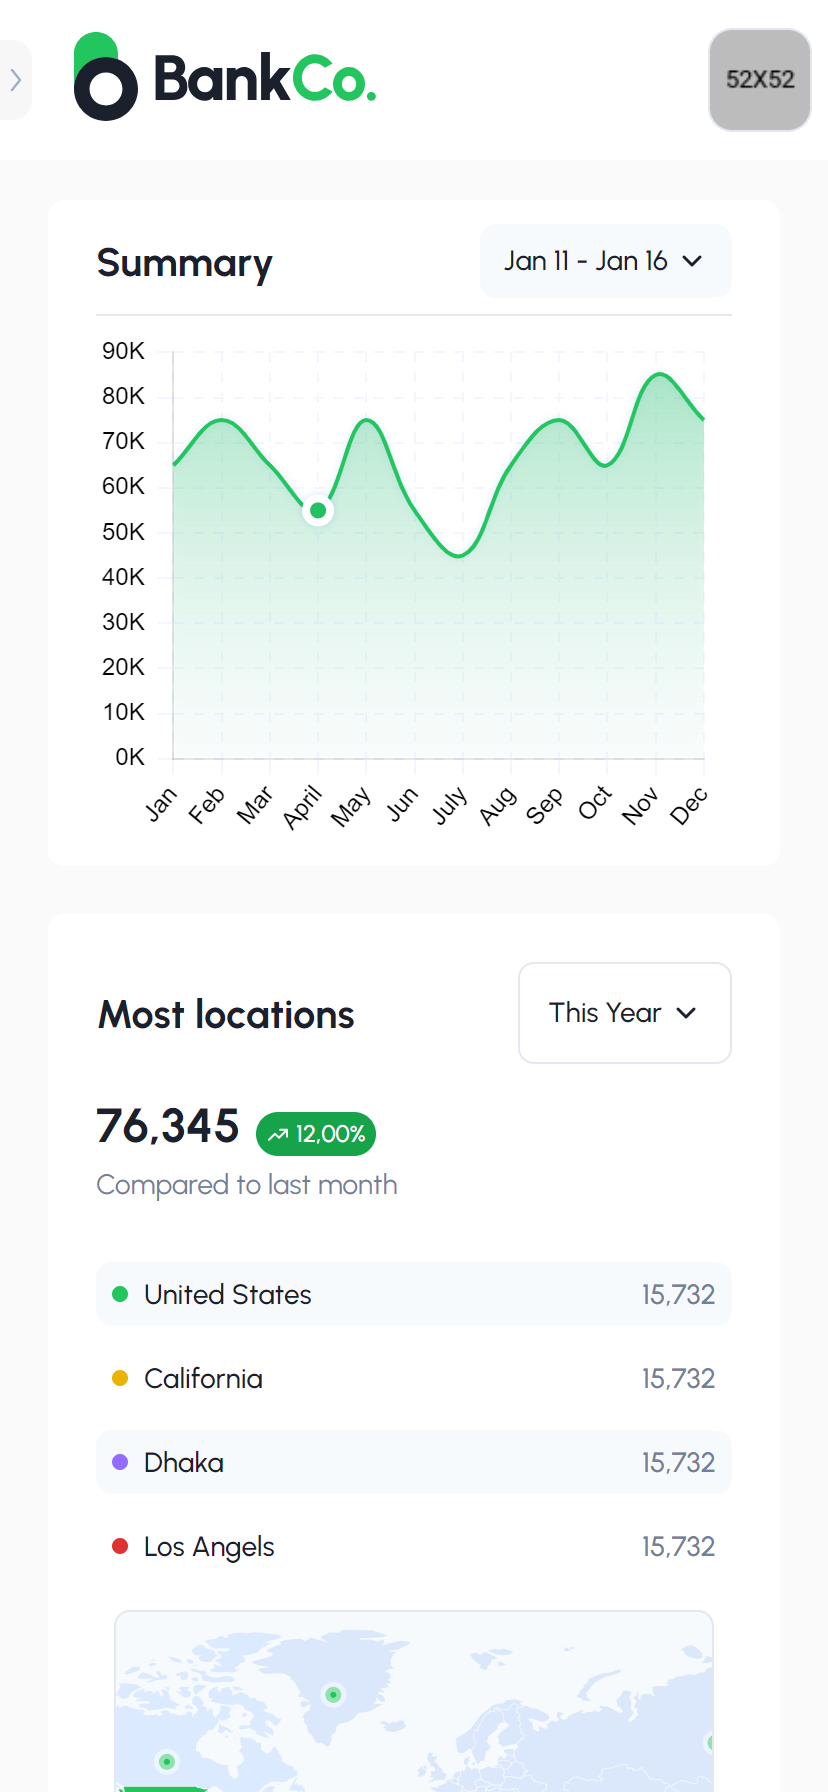 BankCo.
52X52
Summary
Jan 11 - Jan 16
90K
80K
70K
60K
50K
40K
30K
20K
10K
0K
Jan Feb Mar April May Jun July Aug Sep Oct Nov Dec
Most locations
This Year
76,345 12,00%
Compared to last month
United States 15,732
California 15,732
Dhaka 15,732
Los Angels 15,732